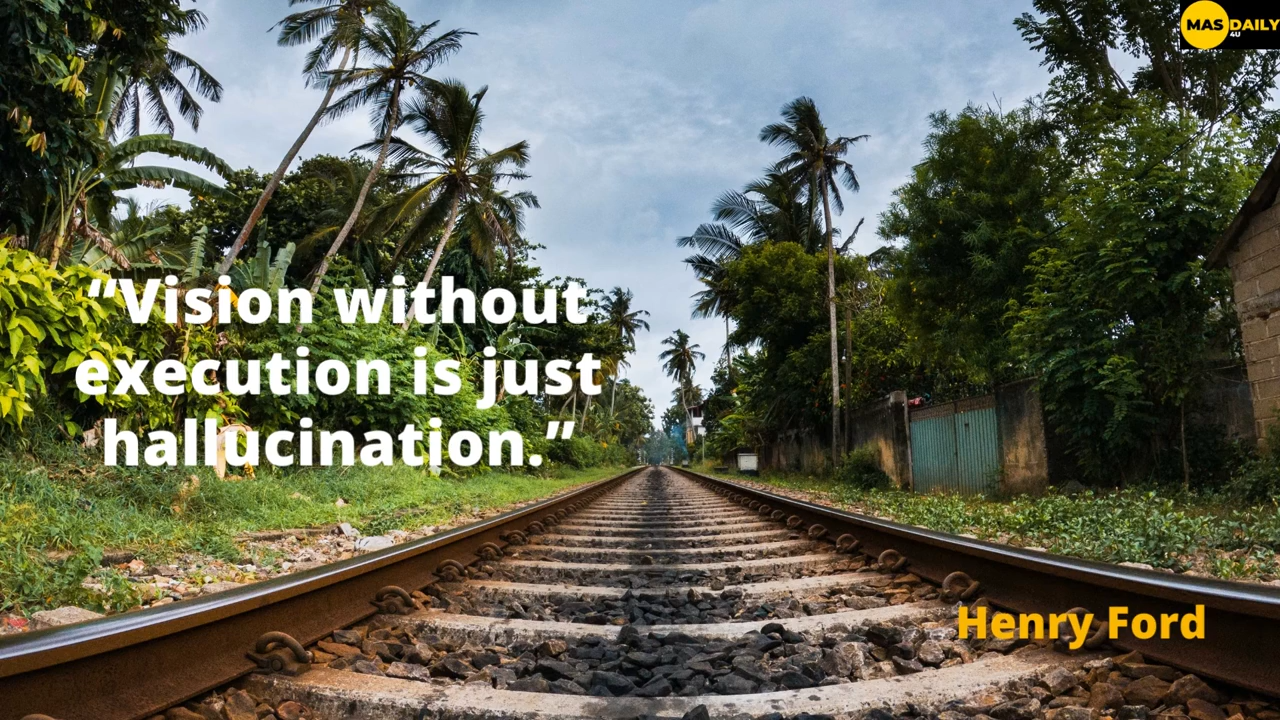 MAS DAILY
4U
“Vision without
execution is just
hallucination.”
Henry Ford